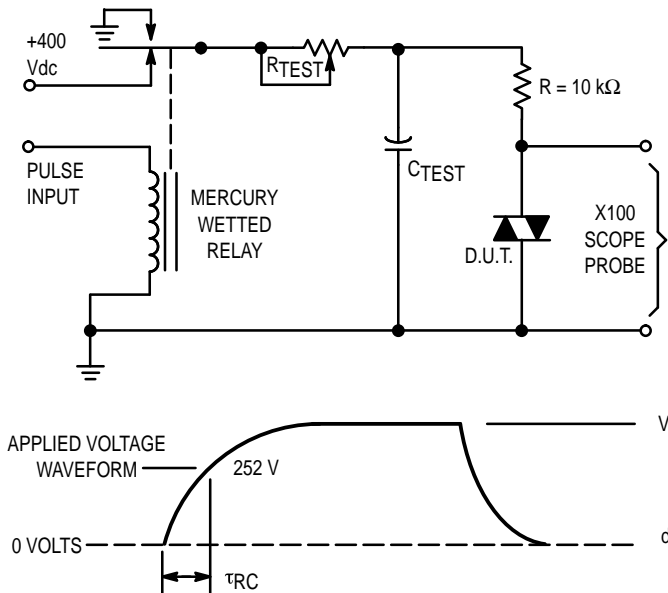 +400
Vdc
RTEST
R = 10 kΩ
PULSE
INPUT
MERCURY
WETTED
RELAY
CTEST
D.U.T.
X100
SCOPE
PROBE
APPLIED VOLTAGE
WAVEFORM
252 V
V
0 VOLTS
τRC